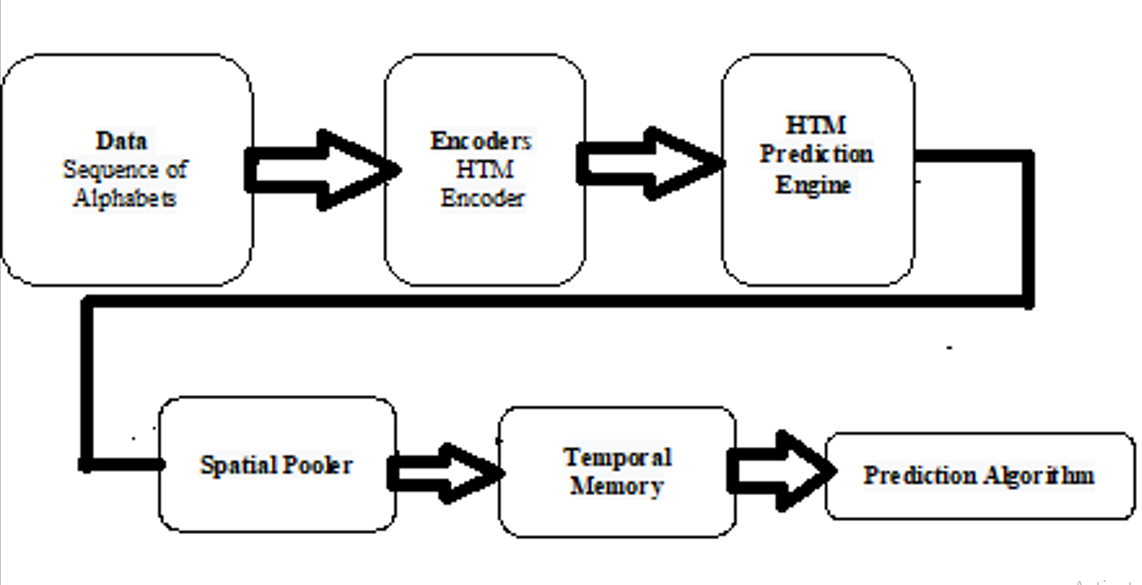 Data
Sequence of
Alphabets
Encoders
HTM
Encoder
HTM
Prediction
Engine
Spatial Pooler
Temporal
Memory
Prediction Algorithm